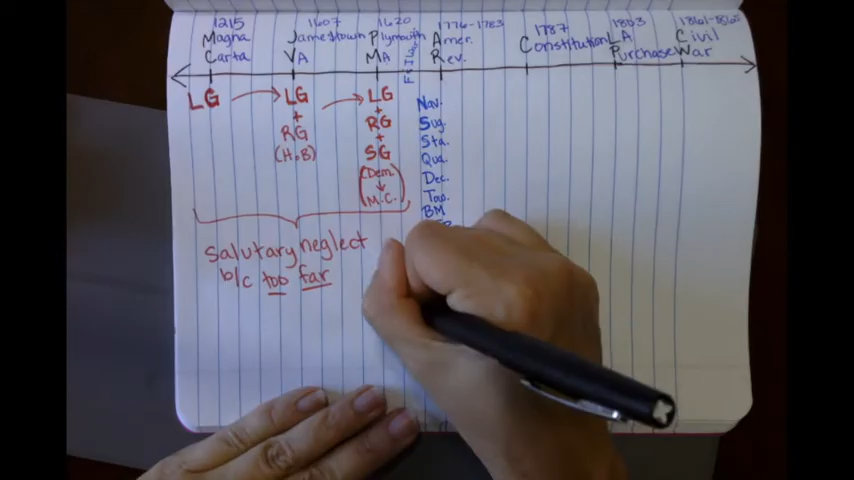 1215 1607 1620 1776-1783 1787 1803 1861-1865
Magna Jamestown Plymouth Amer. Constitution LA Civil
Carta VA MA Rev. Purchase War
LG LG LG Nav.
+ + Sug.
RG RG Sta.
(HoB) + Qua.
SG Dec.
(Dem. Tow.
M.C.) BM
salutary neglect
b/c too far